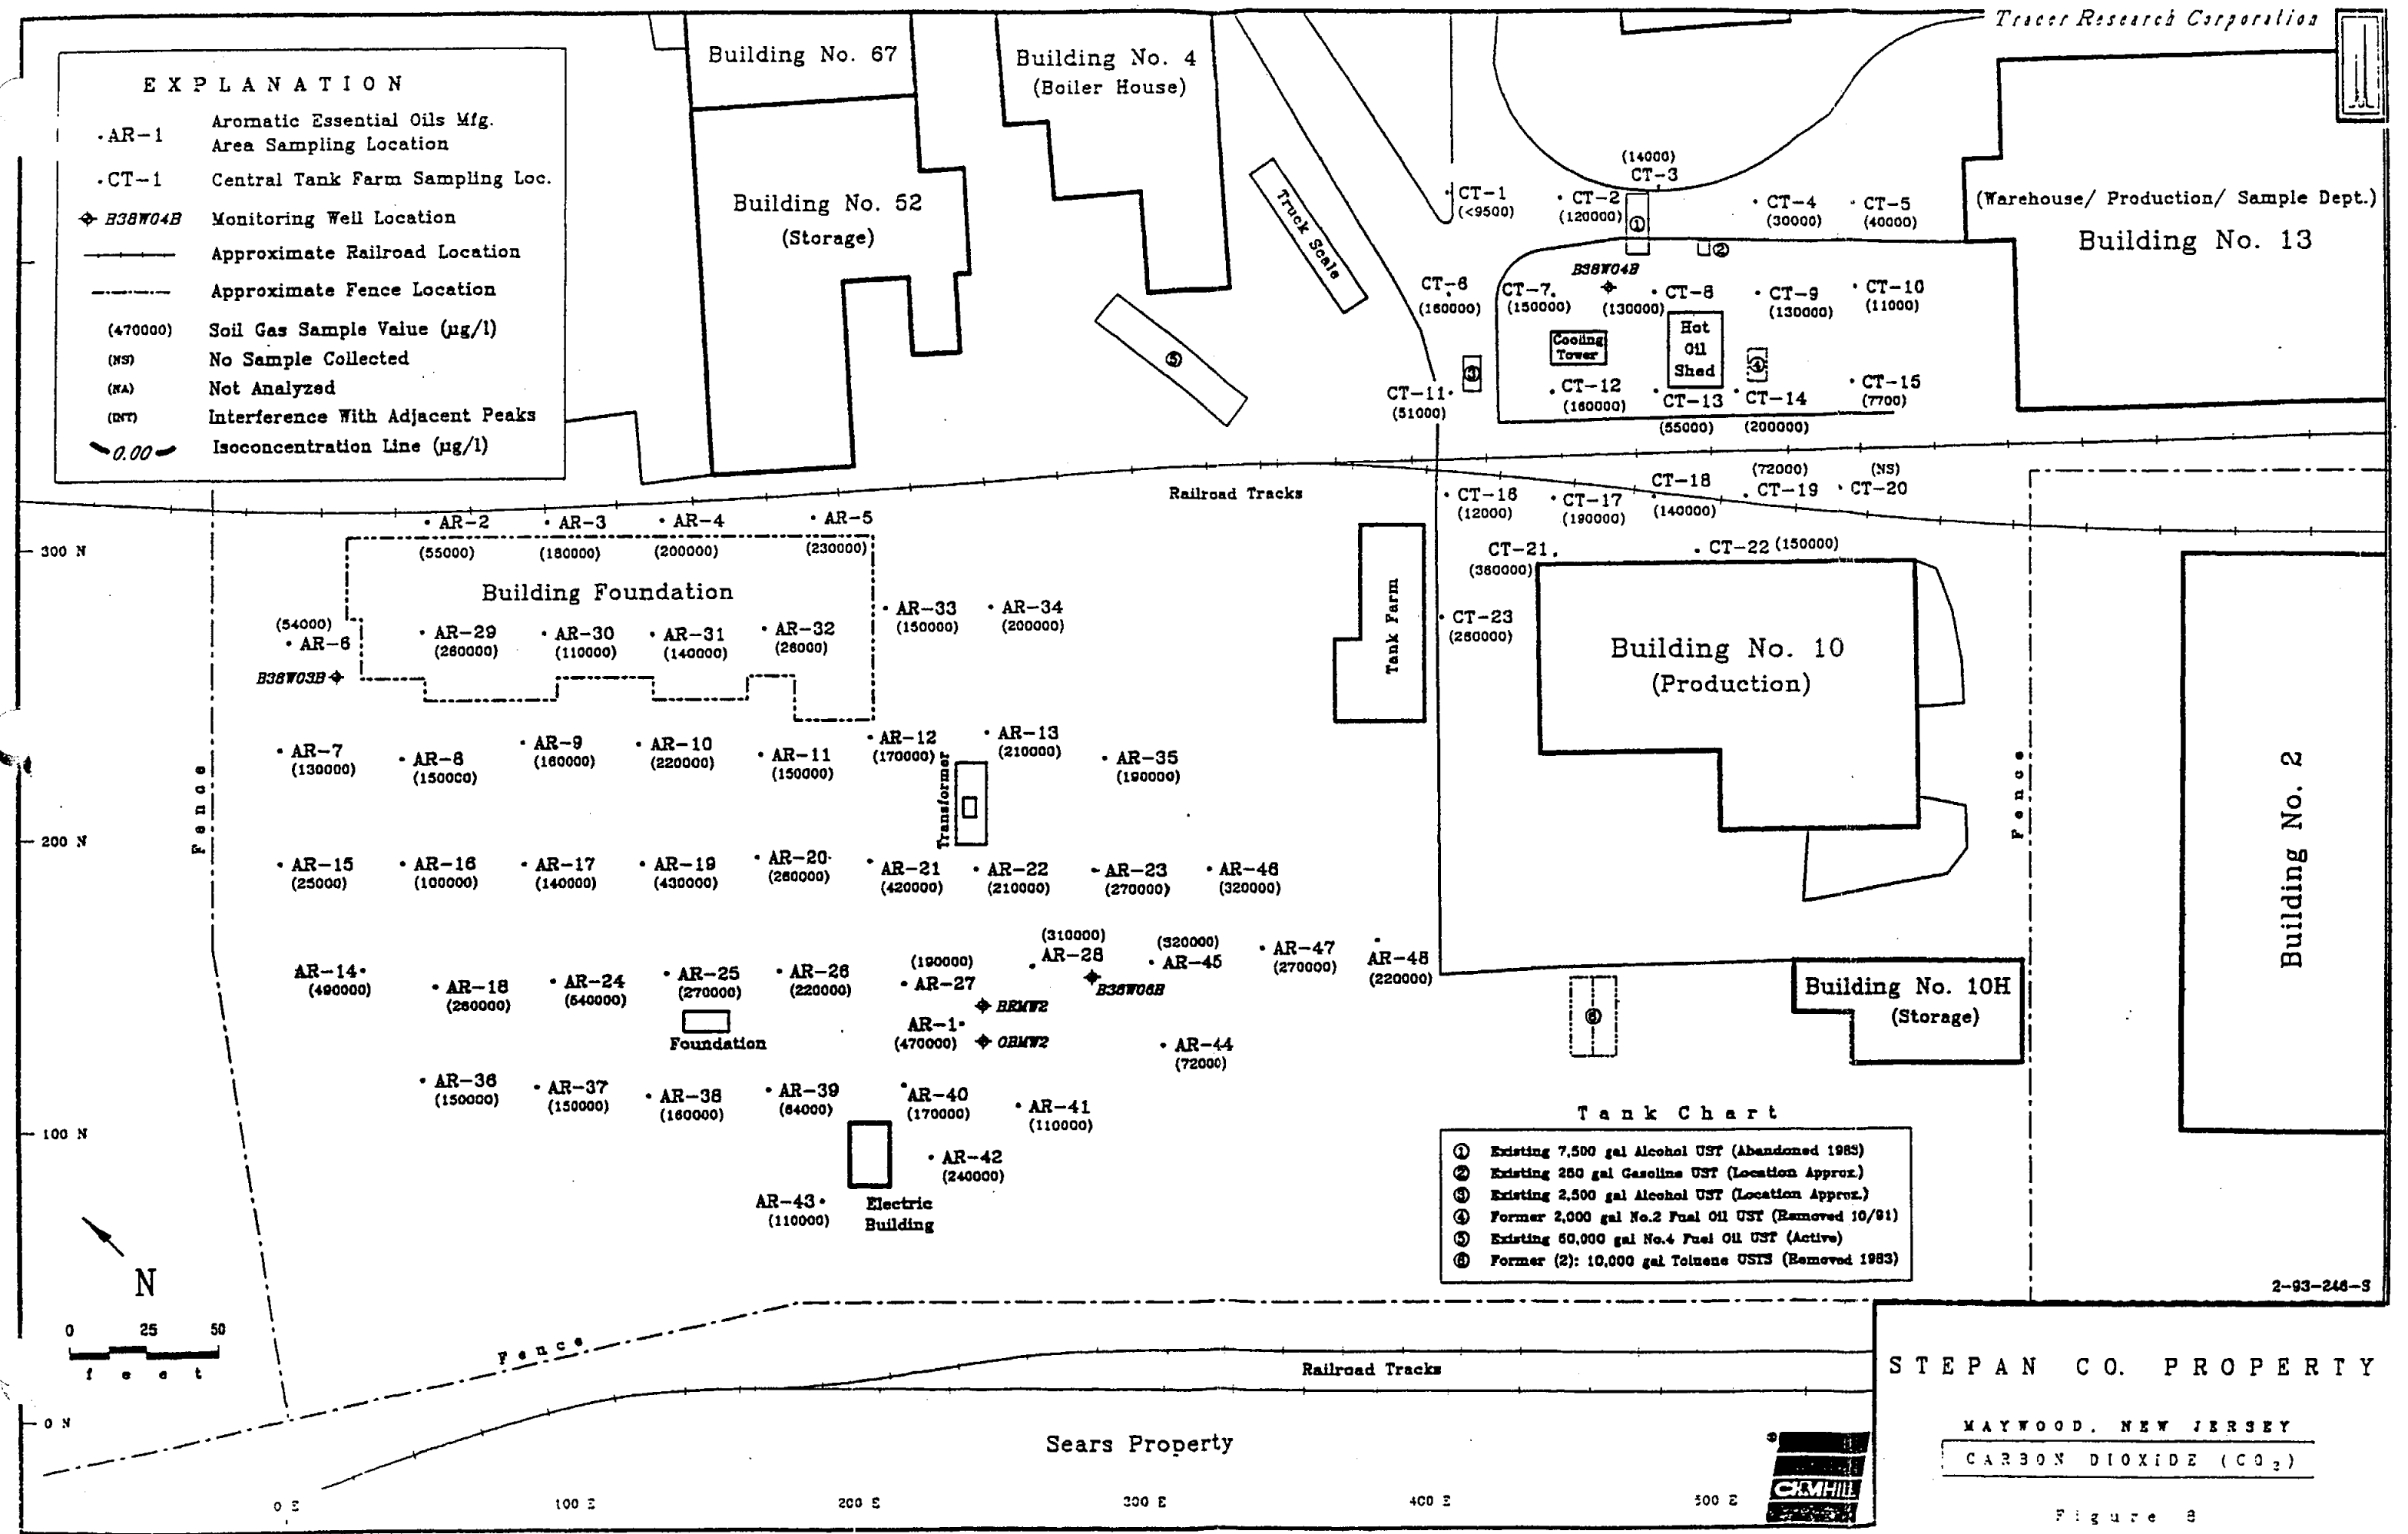 Tracer Research Corporation
EXPLANATION
AR-1 Aromatic Essential Oils Mfg.
Area Sampling Location
CT-1 Central Tank Farm Sampling Loc.
B38W04B Monitoring Well Location
Approximate Railroad Location
Approximate Fence Location
(470000) Soil Gas Sample Value (µg/l)
(NS) No Sample Collected
(NA) Not Analyzed
(INT) Interference With Adjacent Peaks
0.00 Isoconcentration Line (µg/l)
Building No. 67
Building No. 4
(Boiler House)
Building No. 52
(Storage)
Truck Scale
5
(Warehouse/ Production/ Sample Dept.)
Building No. 13
(14000)
CT-3
CT-1
(<9500)
CT-2
(120000)
1
CT-4
(30000)
CT-5
(40000)
2
B38W04B
CT-6
(160000)
CT-7
(150000)
CT-8
(130000)
CT-9
(130000)
CT-10
(11000)
Cooling
Tower
Hot
Oil
Shed
3
4
CT-11
(51000)
CT-12
(160000)
CT-13
(55000)
CT-14
(200000)
CT-15
(7700)
Railroad Tracks
CT-16
(12000)
CT-17
(190000)
CT-18
(140000)
(72000)
CT-19
(NS)
CT-20
300 N
AR-2
(55000)
AR-3
(180000)
AR-4
(200000)
AR-5
(230000)
CT-21
(360000)
CT-22 (150000)
Building Foundation
AR-33
(150000)
AR-34
(200000)
Tank Farm
CT-23
(260000)
(54000)
AR-6
AR-29
(260000)
AR-30
(110000)
AR-31
(140000)
AR-32
(26000)
B38W03B
Building No. 10
(Production)
AR-7
(130000)
AR-8
(150000)
AR-9
(160000)
AR-10
(220000)
AR-11
(150000)
AR-12
(170000)
AR-13
(210000)
AR-35
(190000)
Transformer
Fence
Fence
Building No. 2
200 N
AR-15
(25000)
AR-16
(100000)
AR-17
(140000)
AR-19
(430000)
AR-20
(260000)
AR-21
(420000)
AR-22
(210000)
AR-23
(270000)
AR-46
(320000)
AR-14
(490000)
AR-18
(260000)
AR-24
(540000)
AR-25
(270000)
AR-26
(220000)
(190000)
AR-27
(310000)
AR-28
(320000)
AR-45
AR-47
(270000)
AR-48
(220000)
B38W06B
BRMW2
AR-1
(470000)
OBMW2
Foundation
AR-44
(72000)
6
Building No. 10H
(Storage)
AR-36
(150000)
AR-37
(150000)
AR-38
(160000)
AR-39
(64000)
AR-40
(170000)
AR-41
(110000)
100 N
AR-42
(240000)
AR-43
(110000)
Electric
Building
Tank Chart
1 Existing 7,500 gal Alcohol UST (Abandoned 1983)
2 Existing 250 gal Gasoline UST (Location Approx.)
3 Existing 2,500 gal Alcohol UST (Location Approx.)
4 Former 2,000 gal No.2 Fuel Oil UST (Removed 10/91)
5 Existing 60,000 gal No.4 Fuel Oil UST (Active)
6 Former (2): 10,000 gal Toluene USTS (Removed 1983)
2-93-246-S
N
0 25 50
feet
Fence
Railroad Tracks
0 N
Sears Property
0 E 100 E 200 E 300 E 400 E 500 E
CH2M HILL
STEPAN CO. PROPERTY
MAYWOOD, NEW JERSEY
CARBON DIOXIDE (CO₂)
Figure 8